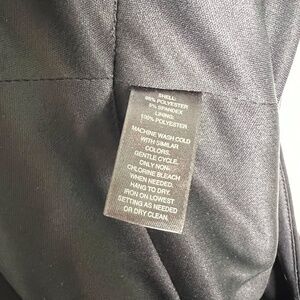 SHELL:
95% POLYESTER
5% SPANDEX
LINING:
100% POLYESTER
MACHINE WASH COLD
WITH SIMILAR
COLORS.
GENTLE CYCLE.
ONLY NON-
CHLORINE BLEACH
WHEN NEEDED.
HANG TO DRY.
IRON ON LOWEST
SETTING AS NEEDED
OR DRY CLEAN.